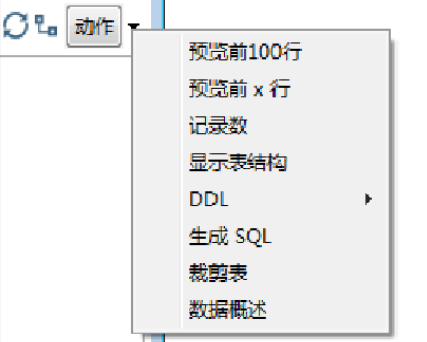 动作
预览前100行
预览前 x 行
记录数
显示表结构
DDL
生成 SQL
裁剪表
数据概述